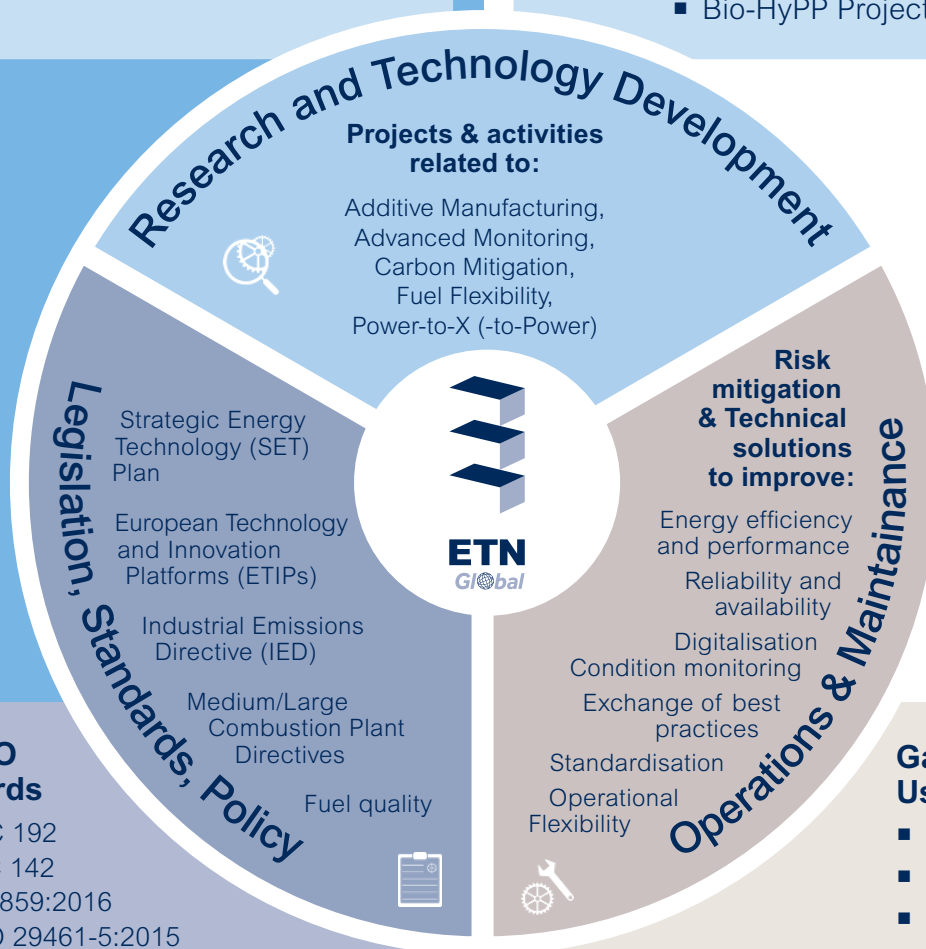 Bio-HyPP Project
Research and Technology Development
Projects & activities
related to:
Additive Manufacturing,
Advanced Monitoring,
Carbon Mitigation,
Fuel Flexibility,
Power-to-X (-to-Power)
Legislation, Standards, Policy
Strategic Energy
Technology (SET)
Plan
European Technology
and Innovation
Platforms (ETIPs)
Industrial Emissions
Directive (IED)
Medium/Large
Combustion Plant
Directives
Fuel quality
ETN
Global
Risk
mitigation
& Technical
solutions
to improve:
Energy efficiency
and performance
Reliability and
availability
Digitalisation
Condition monitoring
Exchange of best
practices
Standardisation
Operational
Flexibility
Operations & Maintainance
192
142
859:2016
29461-5:2015